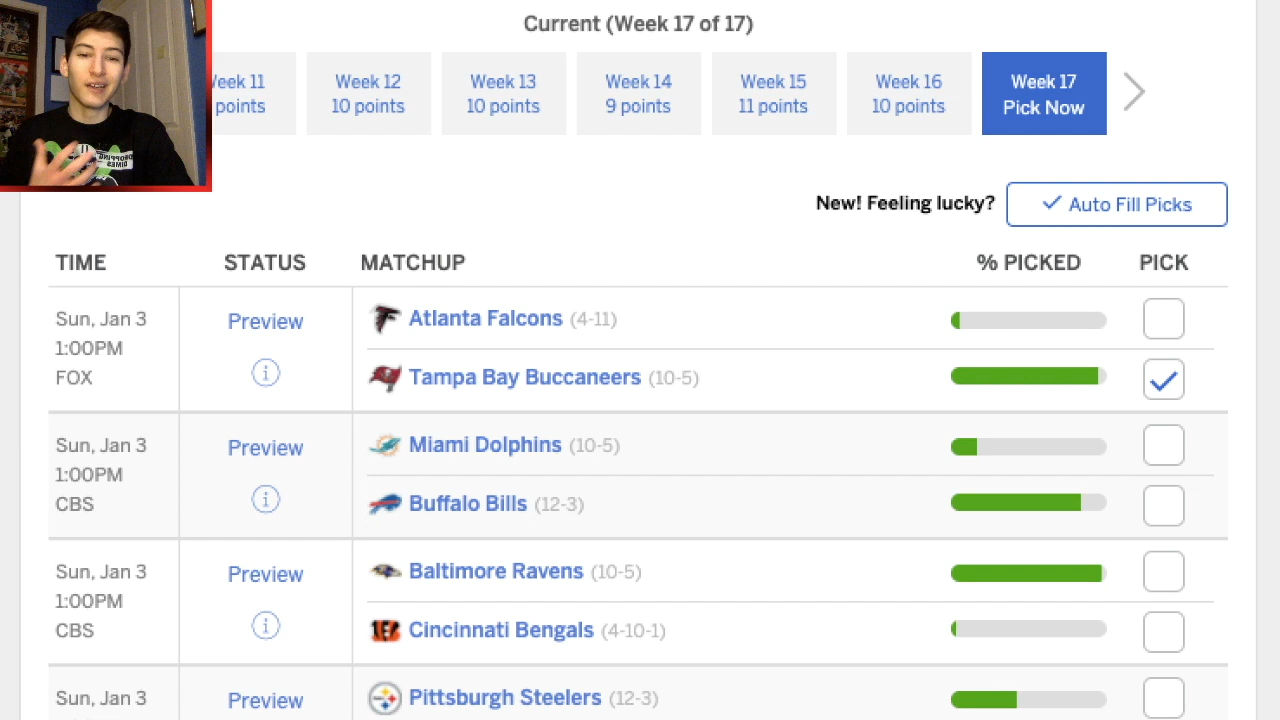 Current (Week 17 of 17)
Week 11
points
Week 12
10 points
Week 13
10 points
Week 14
9 points
Week 15
11 points
Week 16
10 points
Week 17
Pick Now
New! Feeling lucky?
Auto Fill Picks
TIME STATUS MATCHUP % PICKED PICK
Sun, Jan 3
1:00PM
FOX
Preview
Atlanta Falcons (4-11)
Tampa Bay Buccaneers (10-5)
Sun, Jan 3
1:00PM
CBS
Preview
Miami Dolphins (10-5)
Buffalo Bills (12-3)
Sun, Jan 3
1:00PM
CBS
Preview
Baltimore Ravens (10-5)
Cincinnati Bengals (4-10-1)
Sun, Jan 3
Preview
Pittsburgh Steelers (12-3)